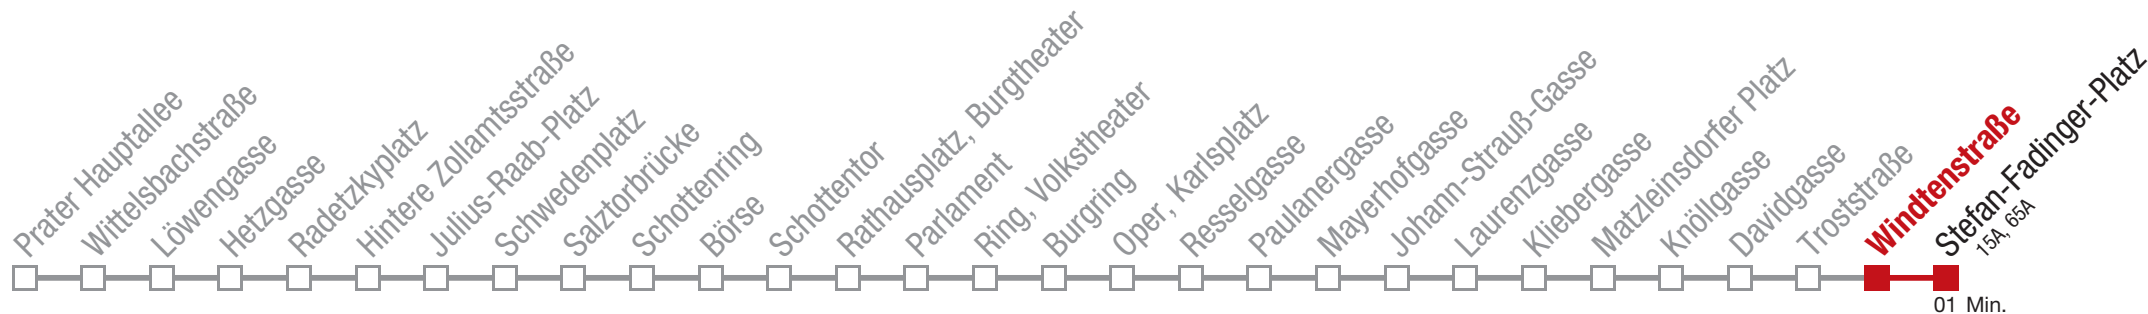 Prater Hauptallee
Wittelsbachstraße
Löwengasse
Hetzgasse
Radetzkyplatz
Hintere Zollamtsstraße
Julius-Raab-Platz
Schwedenplatz
Salztorbrücke
Schottenring
Börse
Schottentor
Rathausplatz, Burgtheater
Parlament
Ring, Volkstheater
Burgring
Oper, Karlsplatz
Resselgasse
Paulanergasse
Mayerhofgasse
Johann-Strauß-Gasse
Laurenzgasse
Kliebergasse
Matzleinsdorfer Platz
Knöllgasse
Davidgasse
Troststraße
Windtenstraße
Stefan-Fadinger-Platz
15A, 65A
01 Min.